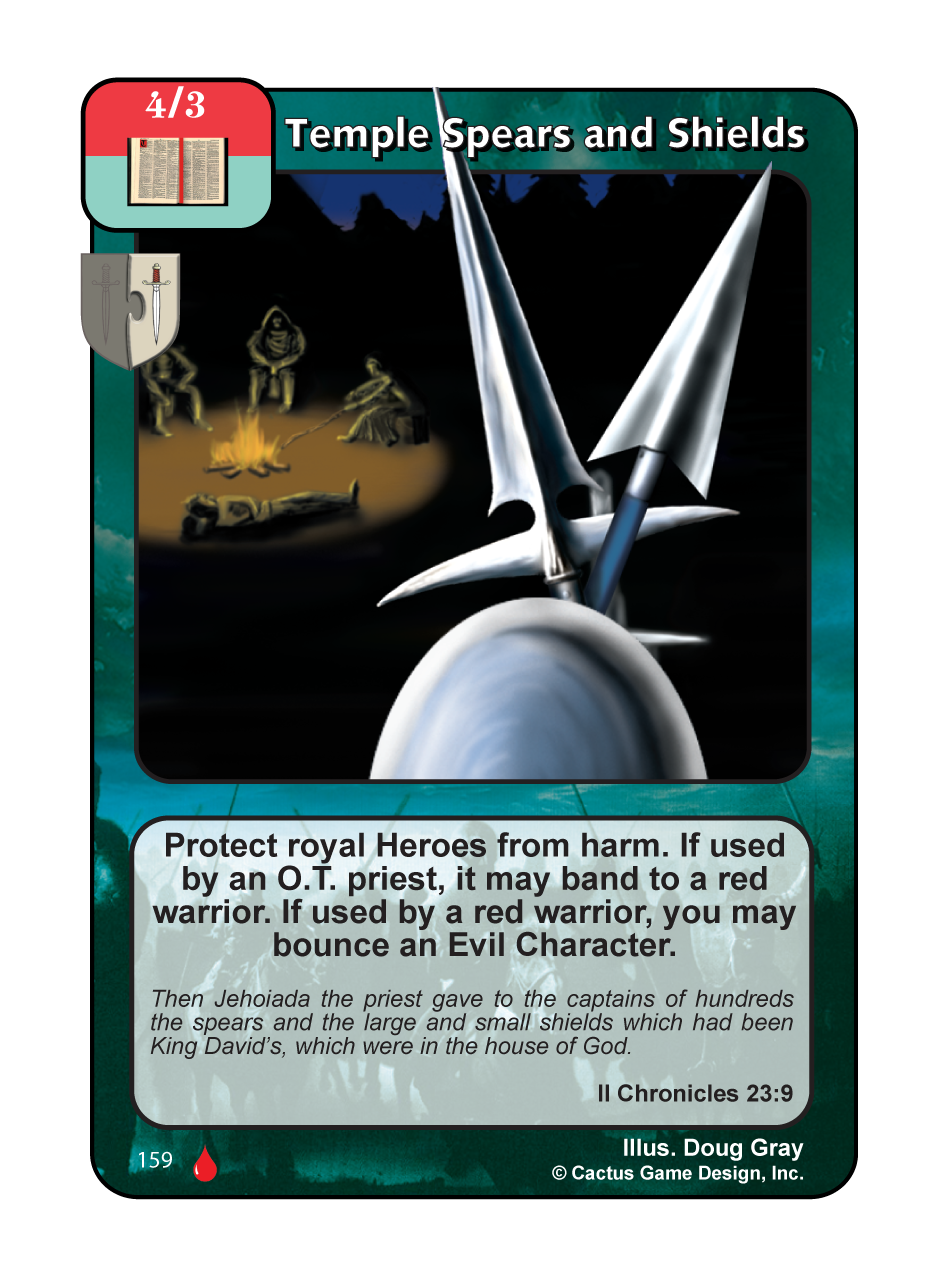 4/3
Temple Spears and Shields
Protect royal Heroes from harm. If used
by an O.T. priest, it may band to a red
warrior. If used by a red warrior, you may
bounce an Evil Character.
Then Jehoiada the priest gave to the captains of hundreds
the spears and the large and small shields which had been
King David's, which were in the house of God.
II Chronicles 23:9
159
Illus. Doug Gray
© Cactus Game Design, Inc.